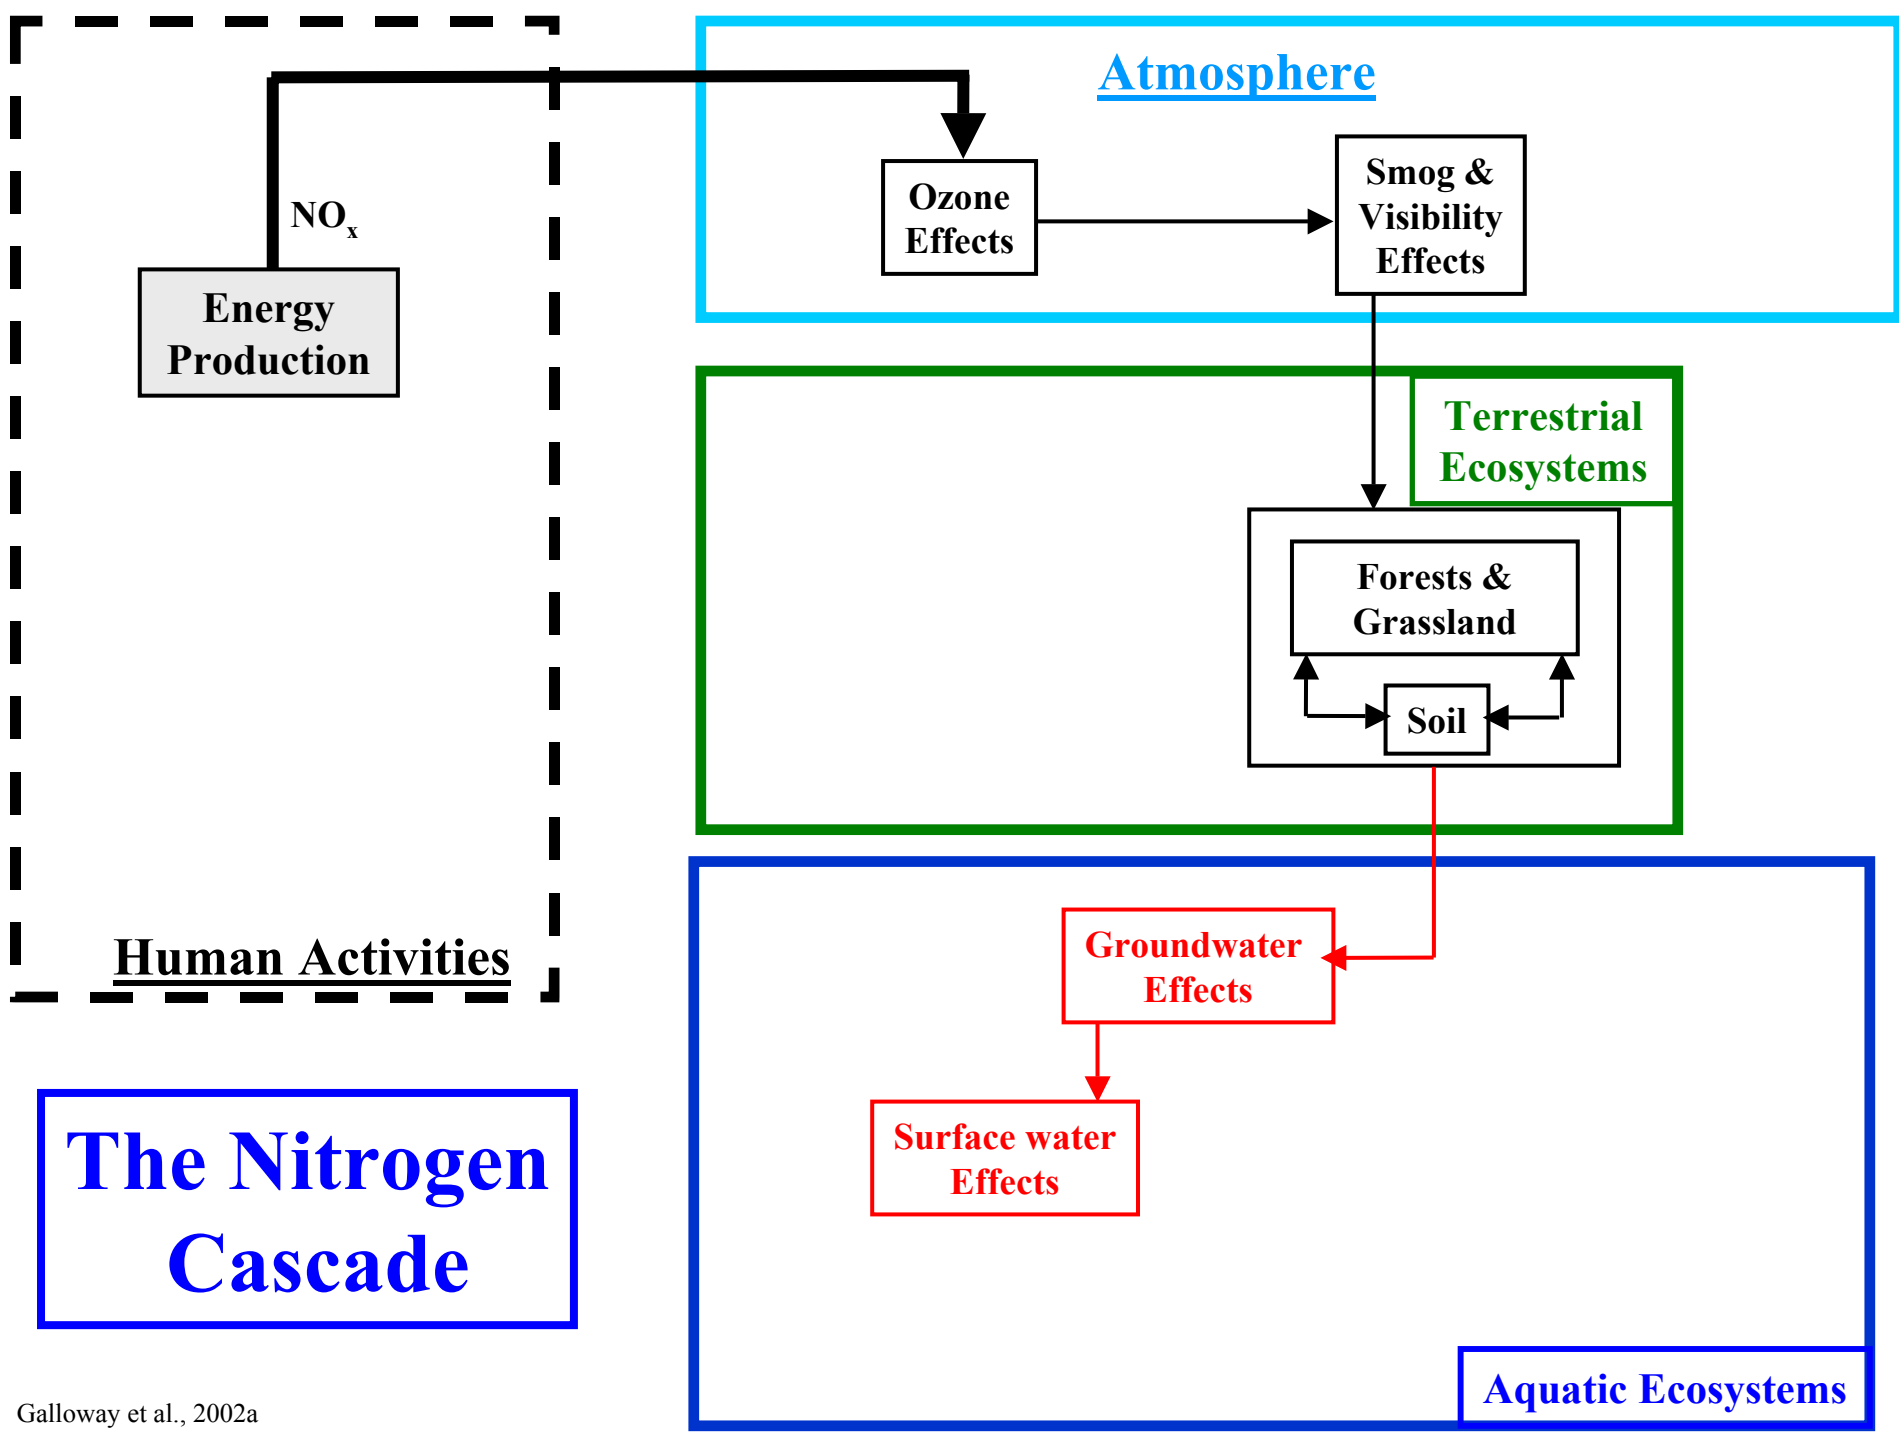 Atmosphere
NOx
Ozone
Effects
Smog &
Visibility
Effects
Energy
Production
Terrestrial
Ecosystems
Forests &
Grassland
Soil
Human Activities
Groundwater
Effects
Surface water
Effects
The Nitrogen
Cascade
Aquatic Ecosystems
Galloway et al., 2002a